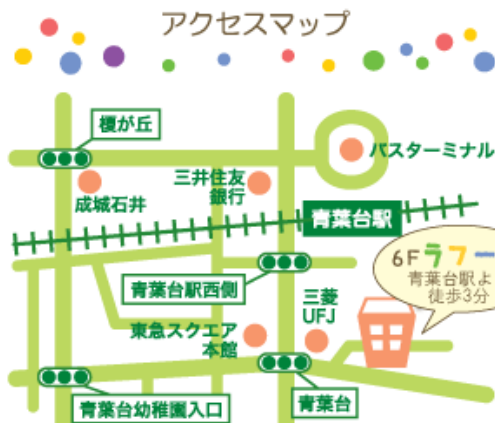 アクセスマップ
榎が丘
バスターミナル
三井住友
銀行
成城石井
青葉台駅
6Fラフー
青葉台駅よ
徒歩3分
青葉台駅西側
三菱
UFJ
東急スクエア
本館
青葉台幼稚園入口
青葉台